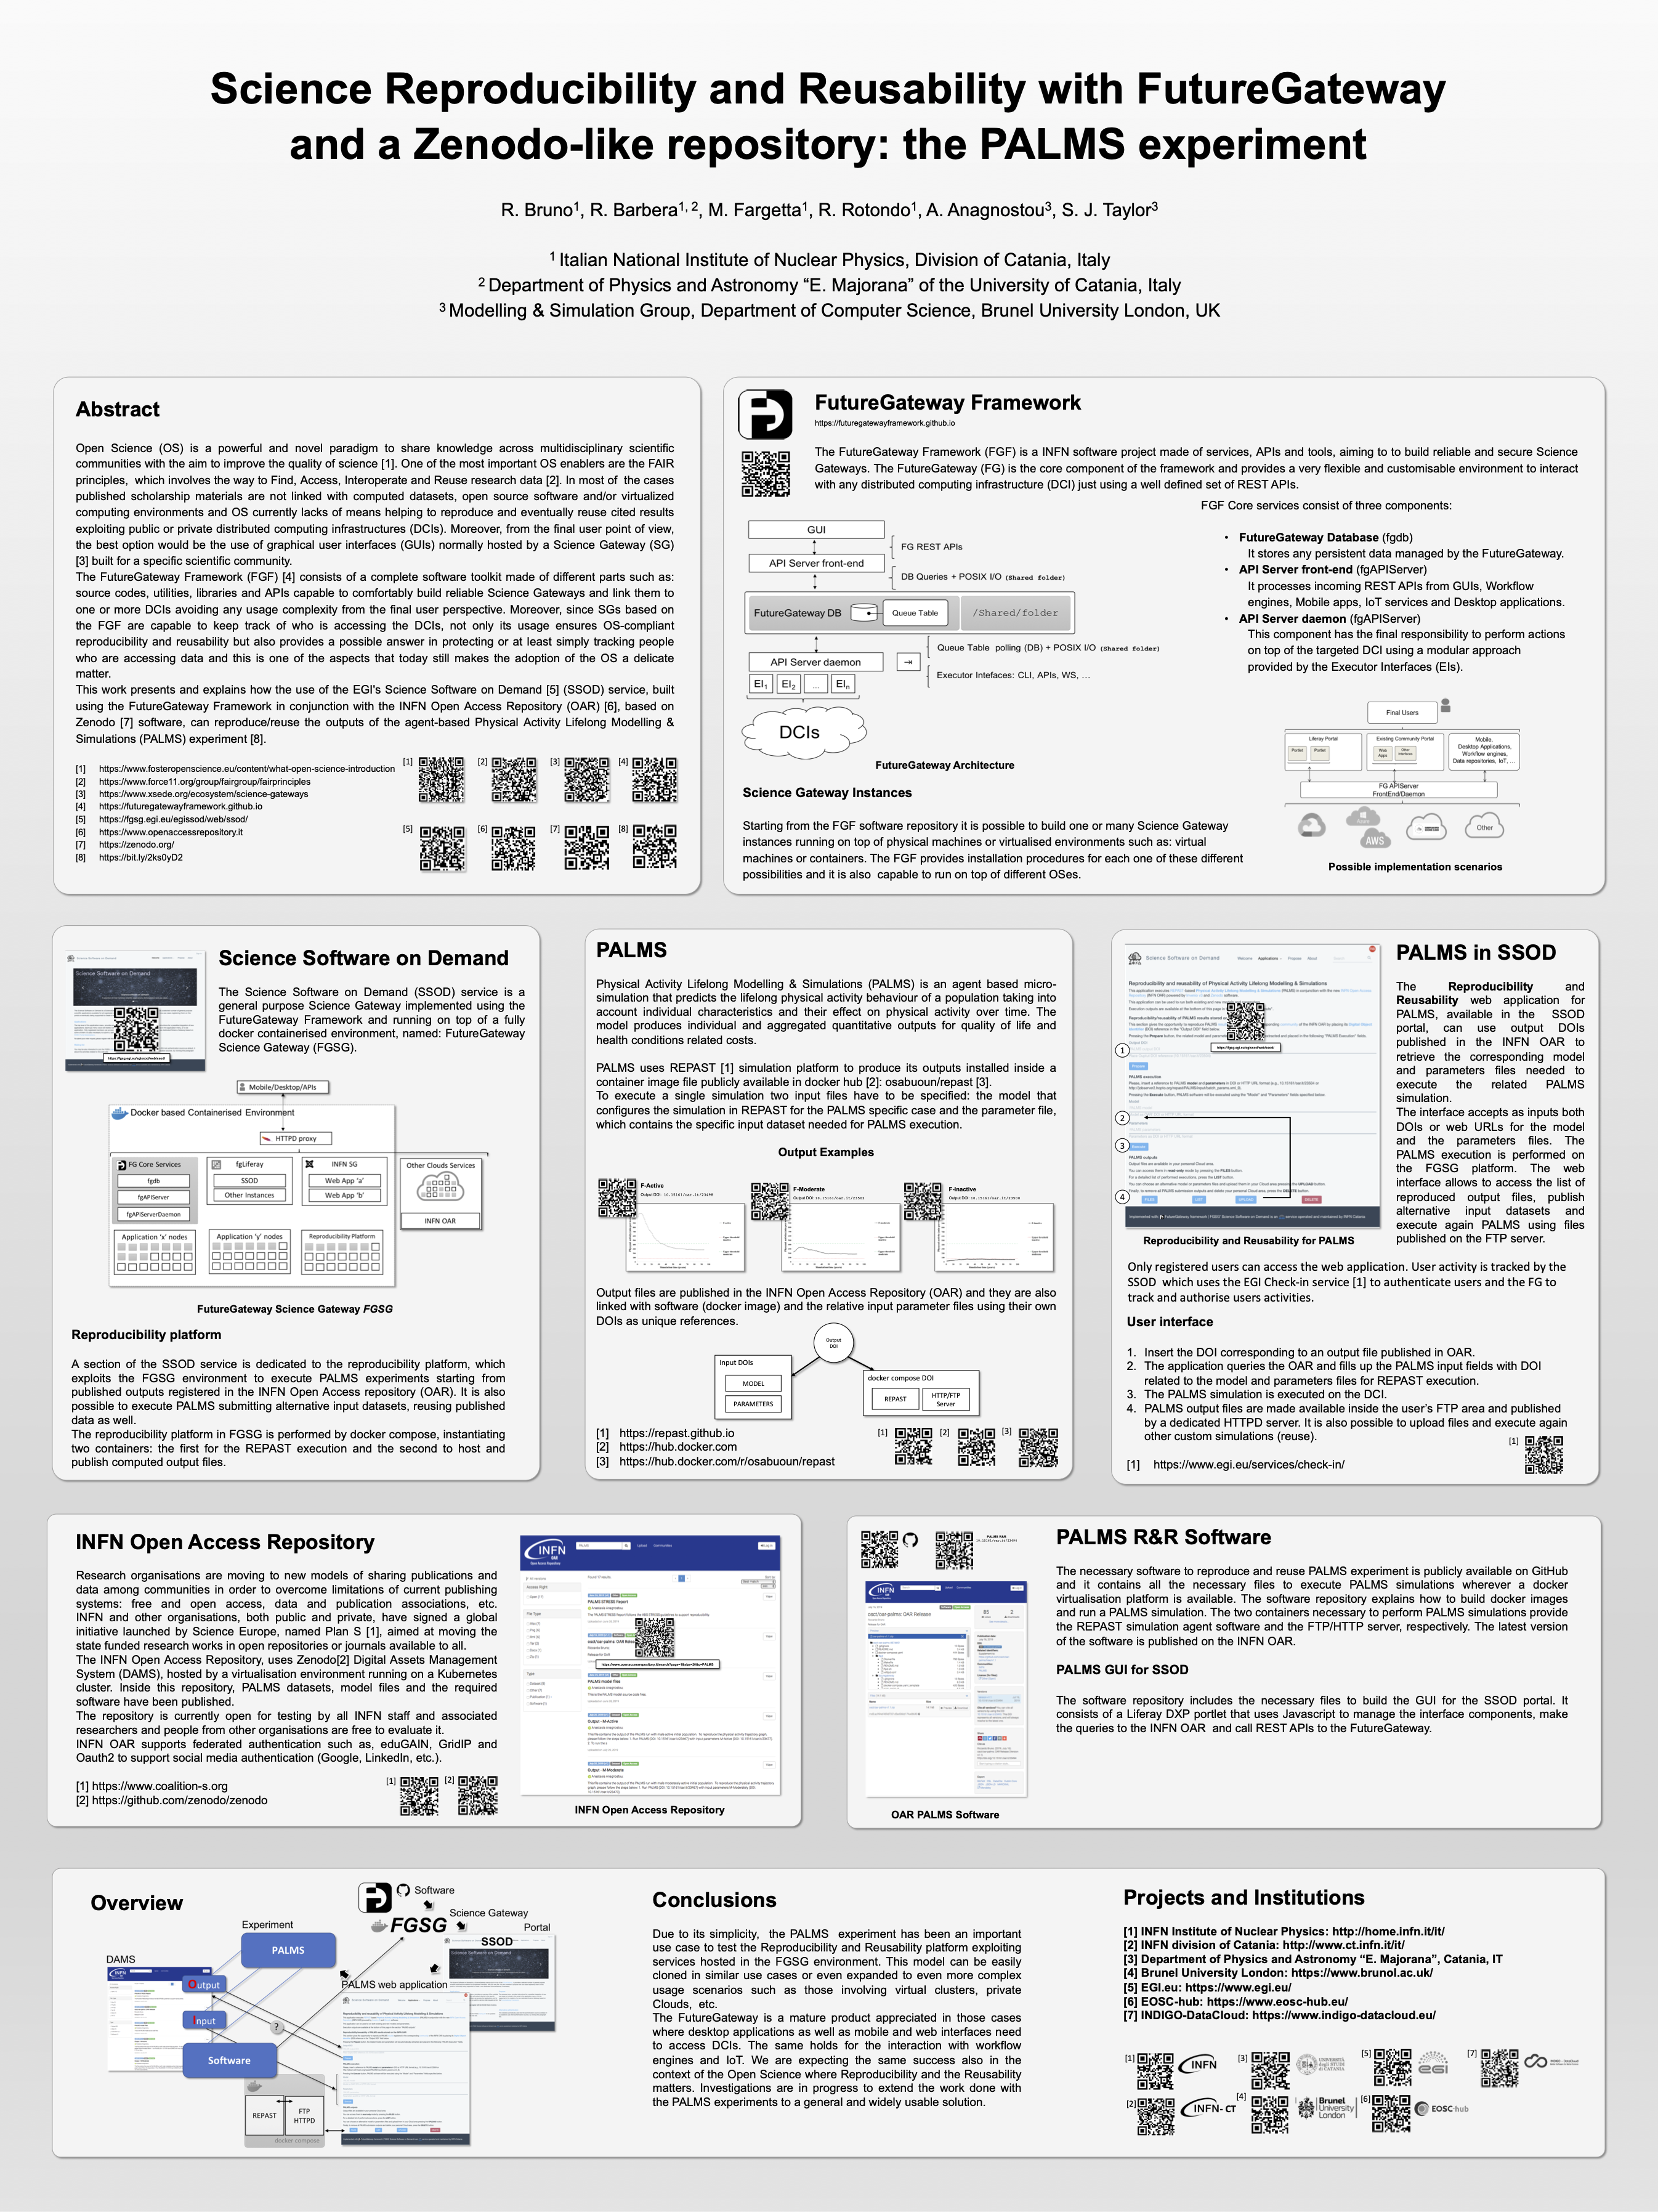 Science Reproducibility and Reusability with FutureGateway
and a Zenodo-like repository: the PALMS experiment
R. Bruno1, R. Barbera1, 2, M. Fargetta1, R. Rotondo1, A. Anagnostou3, S. J. Taylor3
1 Italian National Institute of Nuclear Physics, Division of Catania, Italy
2 Department of Physics and Astronomy “E. Majorana” of the University of Catania, Italy
3 Modelling & Simulation Group, Department of Computer Science, Brunel University London, UK
Abstract
Open Science (OS) is a powerful and novel paradigm to share knowledge across multidisciplinary scientific
communities with the aim to improve the quality of science [1]. One of the most important OS enablers are the FAIR
principles, which involves the way to Find, Access, Interoperate and Reuse research data [2]. In most of the cases
published scholarship materials are not linked with computed datasets, open source software and/or virtualized
computing environments and OS currently lacks of means helping to reproduce and eventually reuse cited results
exploiting public or private distributed computing infrastructures (DCIs). Moreover, from the final user point of view,
the best option would be the use of graphical user interfaces (GUIs) normally hosted by a Science Gateway (SG)
[3] built for a specific scientific community.
The FutureGateway Framework (FGF) [4] consists of a complete software toolkit made of different parts such as:
source codes, utilities, libraries and APIs capable to comfortably build reliable Science Gateways and link them to
one or more DCIs avoiding any usage complexity from the final user perspective. Moreover, since SGs based on
the FGF are capable to keep track of who is accessing the DCIs, not only its usage ensures OS-compliant
reproducibility and reusability but also provides a possible answer in protecting or at least simply tracking people
who are accessing data and this is one of the aspects that today still makes the adoption of the OS a delicate
matter.
This work presents and explains how the use of the EGI's Science Software on Demand [5] (SSOD) service, built
using the FutureGateway Framework in conjunction with the INFN Open Access Repository (OAR) [6], based on
Zenodo [7] software, can reproduce/reuse the outputs of the agent-based Physical Activity Lifelong Modelling &
Simulations (PALMS) experiment [8].
[1] https://www.fosteropenscience.eu/content/what-open-science-introduction
[2] https://www.force11.org/group/fairgroup/fairprinciples
[3] https://www.xsede.org/ecosystem/science-gateways
[4] https://futuregatewayframework.github.io
[5] https://fgsg.egi.eu/egissod/web/ssod/
[6] https://www.openaccessrepository.it
[7] https://zenodo.org/
[8] https://bit.ly/2ks0yD2
[1] [2] [3] [4]
[5] [6] [7] [8]
FutureGateway Framework
https://futuregatewayframework.github.io
The FutureGateway Framework (FGF) is a INFN software project made of services, APIs and tools, aiming to to build reliable and secure Science
Gateways. The FutureGateway (FG) is the core component of the framework and provides a very flexible and customisable environment to interact
with any distributed computing infrastructure (DCI) just using a well defined set of REST APIs.
GUI
FG REST APIs
API Server front-end
DB Queries + POSIX I/O (Shared folder)
FutureGateway DB
Queue Table
/Shared/folder
Queue Table polling (DB) + POSIX I/O (Shared folder)
API Server daemon
Executor Intefaces: CLI, APIs, WS, ...
EI1 EI2 ... EIn
DCIs
FutureGateway Architecture
FGF Core services consist of three components:
• FutureGateway Database (fgdb)
It stores any persistent data managed by the FutureGateway.
• API Server front-end (fgAPIServer)
It processes incoming REST APIs from GUIs, Workflow
engines, Mobile apps, IoT services and Desktop applications.
• API Server daemon (fgAPIServer)
This component has the final responsibility to perform actions
on top of the targeted DCI using a modular approach
provided by the Executor Interfaces (EIs).
Final Users
Liferay Portal
Portlet Portlet
Existing Community Portal
Web Apps
Other interfaces
Mobile,
Desktop Applications,
Workflow engines,
Data repositories, IoT, ...
FG APIServer
FrontEnd/Daemon
Azure
AWS
Other
Possible implementation scenarios
Science Gateway Instances
Starting from the FGF software repository it is possible to build one or many Science Gateway
instances running on top of physical machines or virtualised environments such as: virtual
machines or containers. The FGF provides installation procedures for each one of these different
possibilities and it is also capable to run on top of different OSes.
Science Software on Demand
Science Software on Demand
https://fgsg.egi.eu/egissod/web/ssod/
The Science Software on Demand (SSOD) service is a
general purpose Science Gateway implemented using the
FutureGateway Framework and running on top of a fully
docker containerised environment, named: FutureGateway
Science Gateway (FGSG).
Mobile/Desktop/APIs
Docker based Containerised Environment
HTTPD proxy
FG Core Services
fgdb
fgAPIServer
fgAPIServerDaemon
fgLiferay
SSOD
Other Instances
INFN SG
Web App 'a'
Web App 'b'
Other Clouds Services
INFN OAR
Application 'x' nodes
Application 'y' nodes
Reproducibility Platform
FutureGateway Science Gateway FGSG
Reproducibility platform
A section of the SSOD service is dedicated to the reproducibility platform, which
exploits the FGSG environment to execute PALMS experiments starting from
published outputs registered in the INFN Open Access repository (OAR). It is also
possible to execute PALMS submitting alternative input datasets, reusing published
data as well.
The reproducibility platform in FGSG is performed by docker compose, instantiating
two containers: the first for the REPAST execution and the second to host and
publish computed output files.
PALMS
Physical Activity Lifelong Modelling & Simulations (PALMS) is an agent based micro-
simulation that predicts the lifelong physical activity behaviour of a population taking into
account individual characteristics and their effect on physical activity over time. The
model produces individual and aggregated quantitative outputs for quality of life and
health conditions related costs.
PALMS uses REPAST [1] simulation platform to produce its outputs installed inside a
container image file publicly available in docker hub [2]: osabuoun/repast [3].
To execute a single simulation two input files have to be specified: the model that
configures the simulation in REPAST for the PALMS specific case and the parameter file,
which contains the specific input dataset needed for PALMS execution.
Output Examples
F-Active
F-Moderate
F-Inactive
Output files are published in the INFN Open Access Repository (OAR) and they are also
linked with software (docker image) and the relative input parameter files using their own
DOIs as unique references.
Output
DOI
Input DOIs
MODEL
PARAMETERS
docker compose DOI
REPAST
HTTP/FTP
Server
[1] https://repast.github.io
[2] https://hub.docker.com
[3] https://hub.docker.com/r/osabuoun/repast
[1] [2] [3]
PALMS in SSOD
Science Software on Demand
Reproducibility and reusability of Physical Activity Lifelong Modelling & Simulations
PALMS execution
PALMS outputs
1
2
3
4
Reproducibility and Reusability for PALMS
The Reproducibility and
Reusability web application for
PALMS, available in the SSOD
portal, can use output DOIs
published in the INFN OAR to
retrieve the corresponding model
and parameters files needed to
execute the related PALMS
simulation.
The interface accepts as inputs both
DOIs or web URLs for the model
and the parameters files. The
PALMS execution is performed on
the FGSG platform. The web
interface allows to access the list of
reproduced output files, publish
alternative input datasets and
execute again PALMS using files
published on the FTP server.
Only registered users can access the web application. User activity is tracked by the
SSOD which uses the EGI Check-in service [1] to authenticate users and the FG to
track and authorise users activities.
User interface
1. Insert the DOI corresponding to an output file published in OAR.
2. The application queries the OAR and fills up the PALMS input fields with DOI
related to the model and parameters files for REPAST execution.
3. The PALMS simulation is executed on the DCI.
4. PALMS output files are made available inside the user's FTP area and published
by a dedicated HTTPD server. It is also possible to upload files and execute again
other custom simulations (reuse).
[1]
[1] https://www.egi.eu/services/check-in/
INFN Open Access Repository
Research organisations are moving to new models of sharing publications and
data among communities in order to overcome limitations of current publishing
systems: free and open access, data and publication associations, etc.
INFN and other organisations, both public and private, have signed a global
initiative launched by Science Europe, named Plan S [1], aimed at moving the
state funded research works in open repositories or journals available to all.
The INFN Open Access Repository, uses Zenodo[2] Digital Assets Management
System (DAMS), hosted by a virtualisation environment running on a Kubernetes
cluster. Inside this repository, PALMS datasets, model files and the required
software have been published.
The repository is currently open for testing by all INFN staff and associated
researchers and people from other organisations are free to evaluate it.
INFN OAR supports federated authentication such as, eduGAIN, GridIP and
Oauth2 to support social media authentication (Google, LinkedIn, etc.).
[1] https://www.coalition-s.org
[2] https://github.com/zenodo/zenodo
[1] [2]
INFN
OAR
PALMS STRESS Report
PALMS model files
Output - M-Active
Output - M-Moderate
INFN Open Access Repository
PALMS R&R
INFN
oact/oar-palms: OAR Release
OAR PALMS Software
PALMS R&R Software
The necessary software to reproduce and reuse PALMS experiment is publicly available on GitHub
and it contains all the necessary files to execute PALMS simulations wherever a docker
virtualisation platform is available. The software repository explains how to build docker images
and run a PALMS simulation. The two containers necessary to perform PALMS simulations provide
the REPAST simulation agent software and the FTP/HTTP server, respectively. The latest version
of the software is published on the INFN OAR.
PALMS GUI for SSOD
The software repository includes the necessary files to build the GUI for the SSOD portal. It
consists of a Liferay DXP portlet that uses Javascript to manage the interface components, make
the queries to the INFN OAR and call REST APIs to the FutureGateway.
Overview
Software
FGSG
Science Gateway
Portal
SSOD
Experiment
PALMS
DAMS
Output
PALMS web application
Input
?
Software
REPAST
FTP
HTTPD
docker compose
Conclusions
Due to its simplicity, the PALMS experiment has been an important
use case to test the Reproducibility and Reusability platform exploiting
services hosted in the FGSG environment. This model can be easily
cloned in similar use cases or even expanded to even more complex
usage scenarios such as those involving virtual clusters, private
Clouds, etc.
The FutureGateway is a mature product appreciated in those cases
where desktop applications as well as mobile and web interfaces need
to access DCIs. The same holds for the interaction with workflow
engines and IoT. We are expecting the same success also in the
context of the Open Science where Reproducibility and the Reusability
matters. Investigations are in progress to extend the work done with
the PALMS experiments to a general and widely usable solution.
Projects and Institutions
[1] INFN Institute of Nuclear Physics: http://home.infn.it/it/
[2] INFN division of Catania: http://www.ct.infn.it/it/
[3] Department of Physics and Astronomy “E. Majorana”, Catania, IT
[4] Brunel University London: https://www.brunol.ac.uk/
[5] EGI.eu: https://www.egi.eu/
[6] EOSC-hub: https://www.eosc-hub.eu/
[7] INDIGO-DataCloud: https://www.indigo-datacloud.eu/
[1] INFN [3] UNIVERSITÀ degli STUDI di CATANIA [5] egi [7]
[2] INFN- CT [4] Brunel University London [6] EOSC-hub